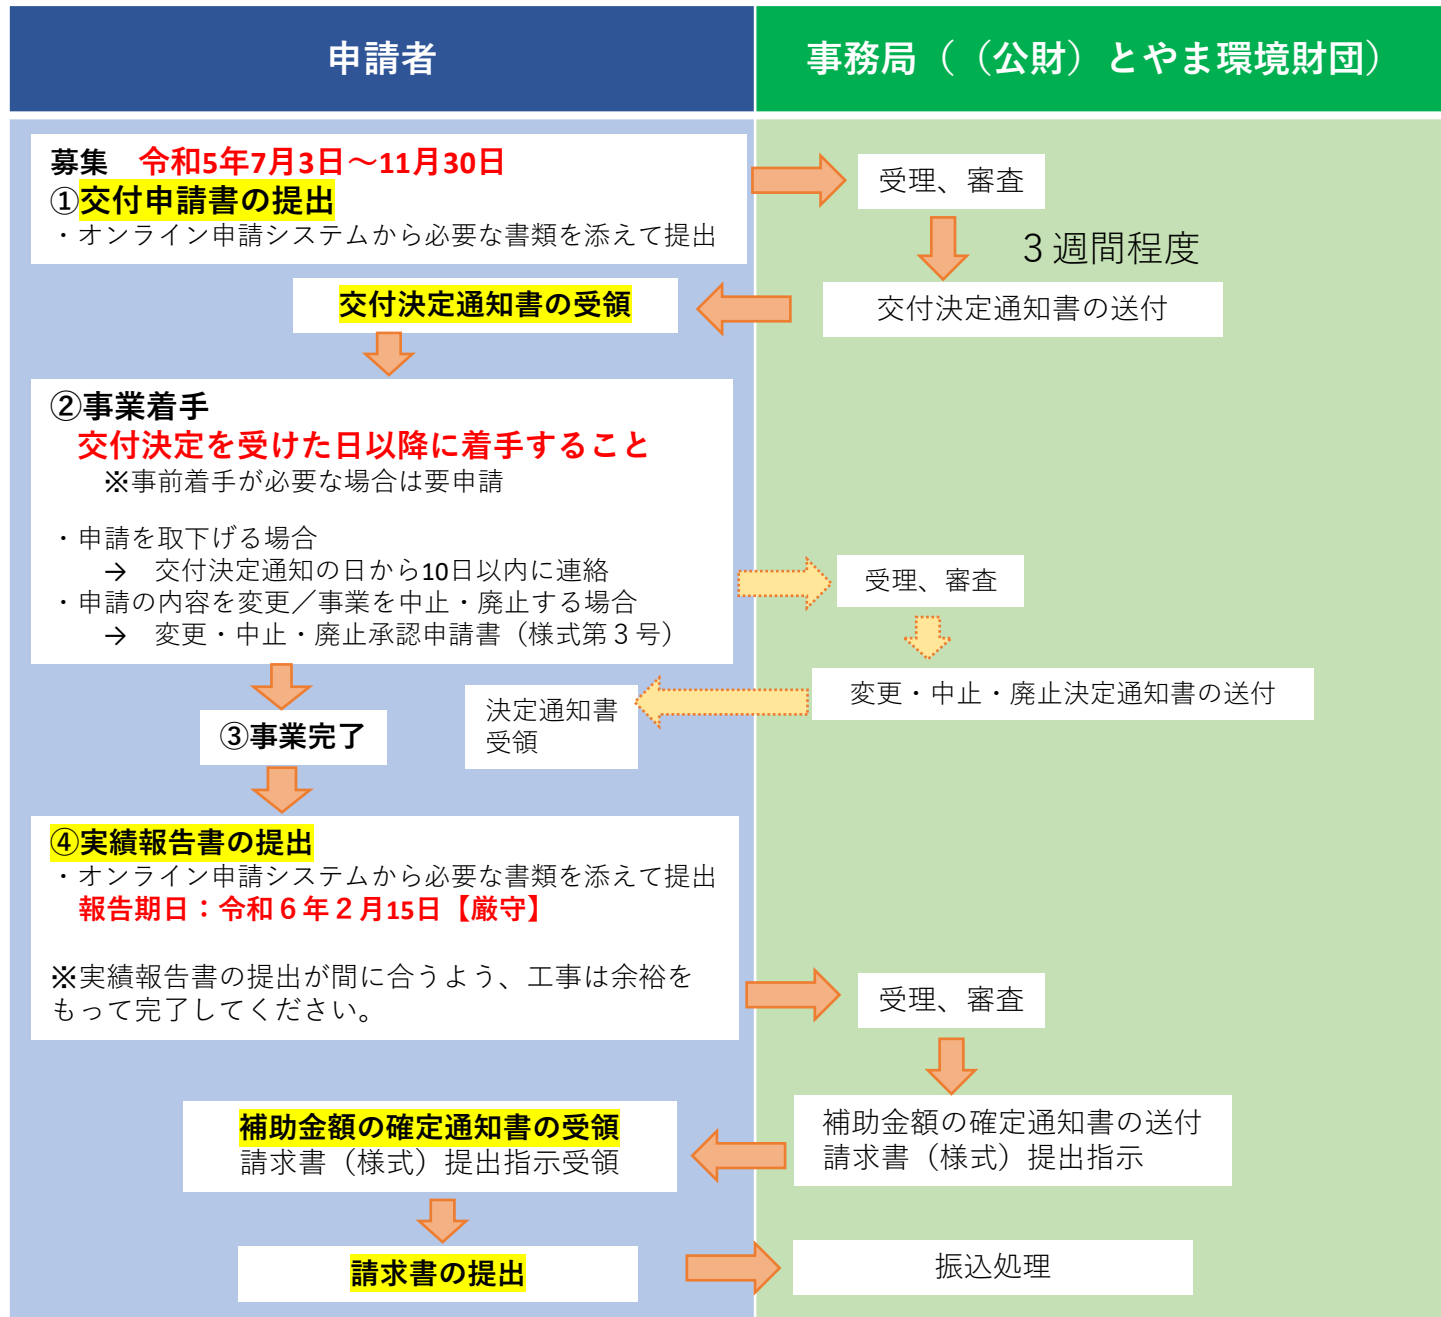 申請者
事務局（（公財）とやま環境財団）
募集　令和5年7月3日～11月30日
①交付申請書の提出
・オンライン申請システムから必要な書類を添えて提出
受理、審査
３週間程度
交付決定通知書の送付
交付決定通知書の受領
②事業着手
交付決定を受けた日以降に着手すること
※事前着手が必要な場合は要申請
・申請を取下げる場合
→　交付決定通知の日から10日以内に連絡
・申請の内容を変更／事業を中止・廃止する場合
→　変更・中止・廃止承認申請書（様式第３号）
受理、審査
変更・中止・廃止決定通知書の送付
決定通知書
受領
③事業完了
④実績報告書の提出
・オンライン申請システムから必要な書類を添えて提出
報告期日：令和６年２月15日【厳守】
※実績報告書の提出が間に合うよう、工事は余裕を
もって完了してください。
受理、審査
補助金額の確定通知書の送付
請求書（様式）提出指示
補助金額の確定通知書の受領
請求書（様式）提出指示受領
請求書の提出
振込処理